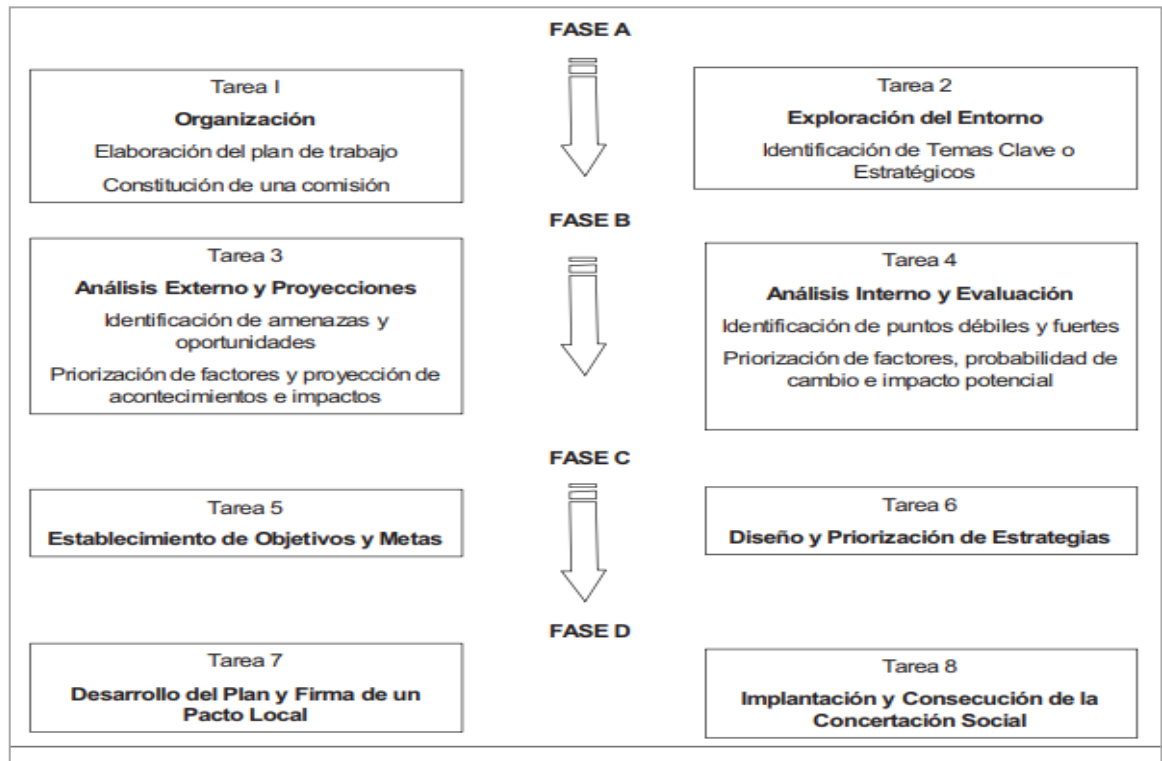 FASE A
Tarea I
Organización
Elaboración del plan de trabajo
Constitución de una comisión
Tarea 2
Exploración del Entorno
Identificación de Temas Clave o
Estratégicos
FASE B
Tarea 3
Análisis Externo y Proyecciones
Identificación de amenazas y
oportunidades
Priorización de factores y proyección de
acontecimientos e impactos
Tarea 4
Análisis Interno y Evaluación
Identificación de puntos débiles y fuertes
Priorización de factores, probabilidad de
cambio e impacto potencial
FASE C
Tarea 5
Establecimiento de Objetivos y Metas
Tarea 6
Diseño y Priorización de Estrategias
FASE D
Tarea 7
Desarrollo del Plan y Firma de un
Pacto Local
Tarea 8
Implantación y Consecución de la
Concertación Social